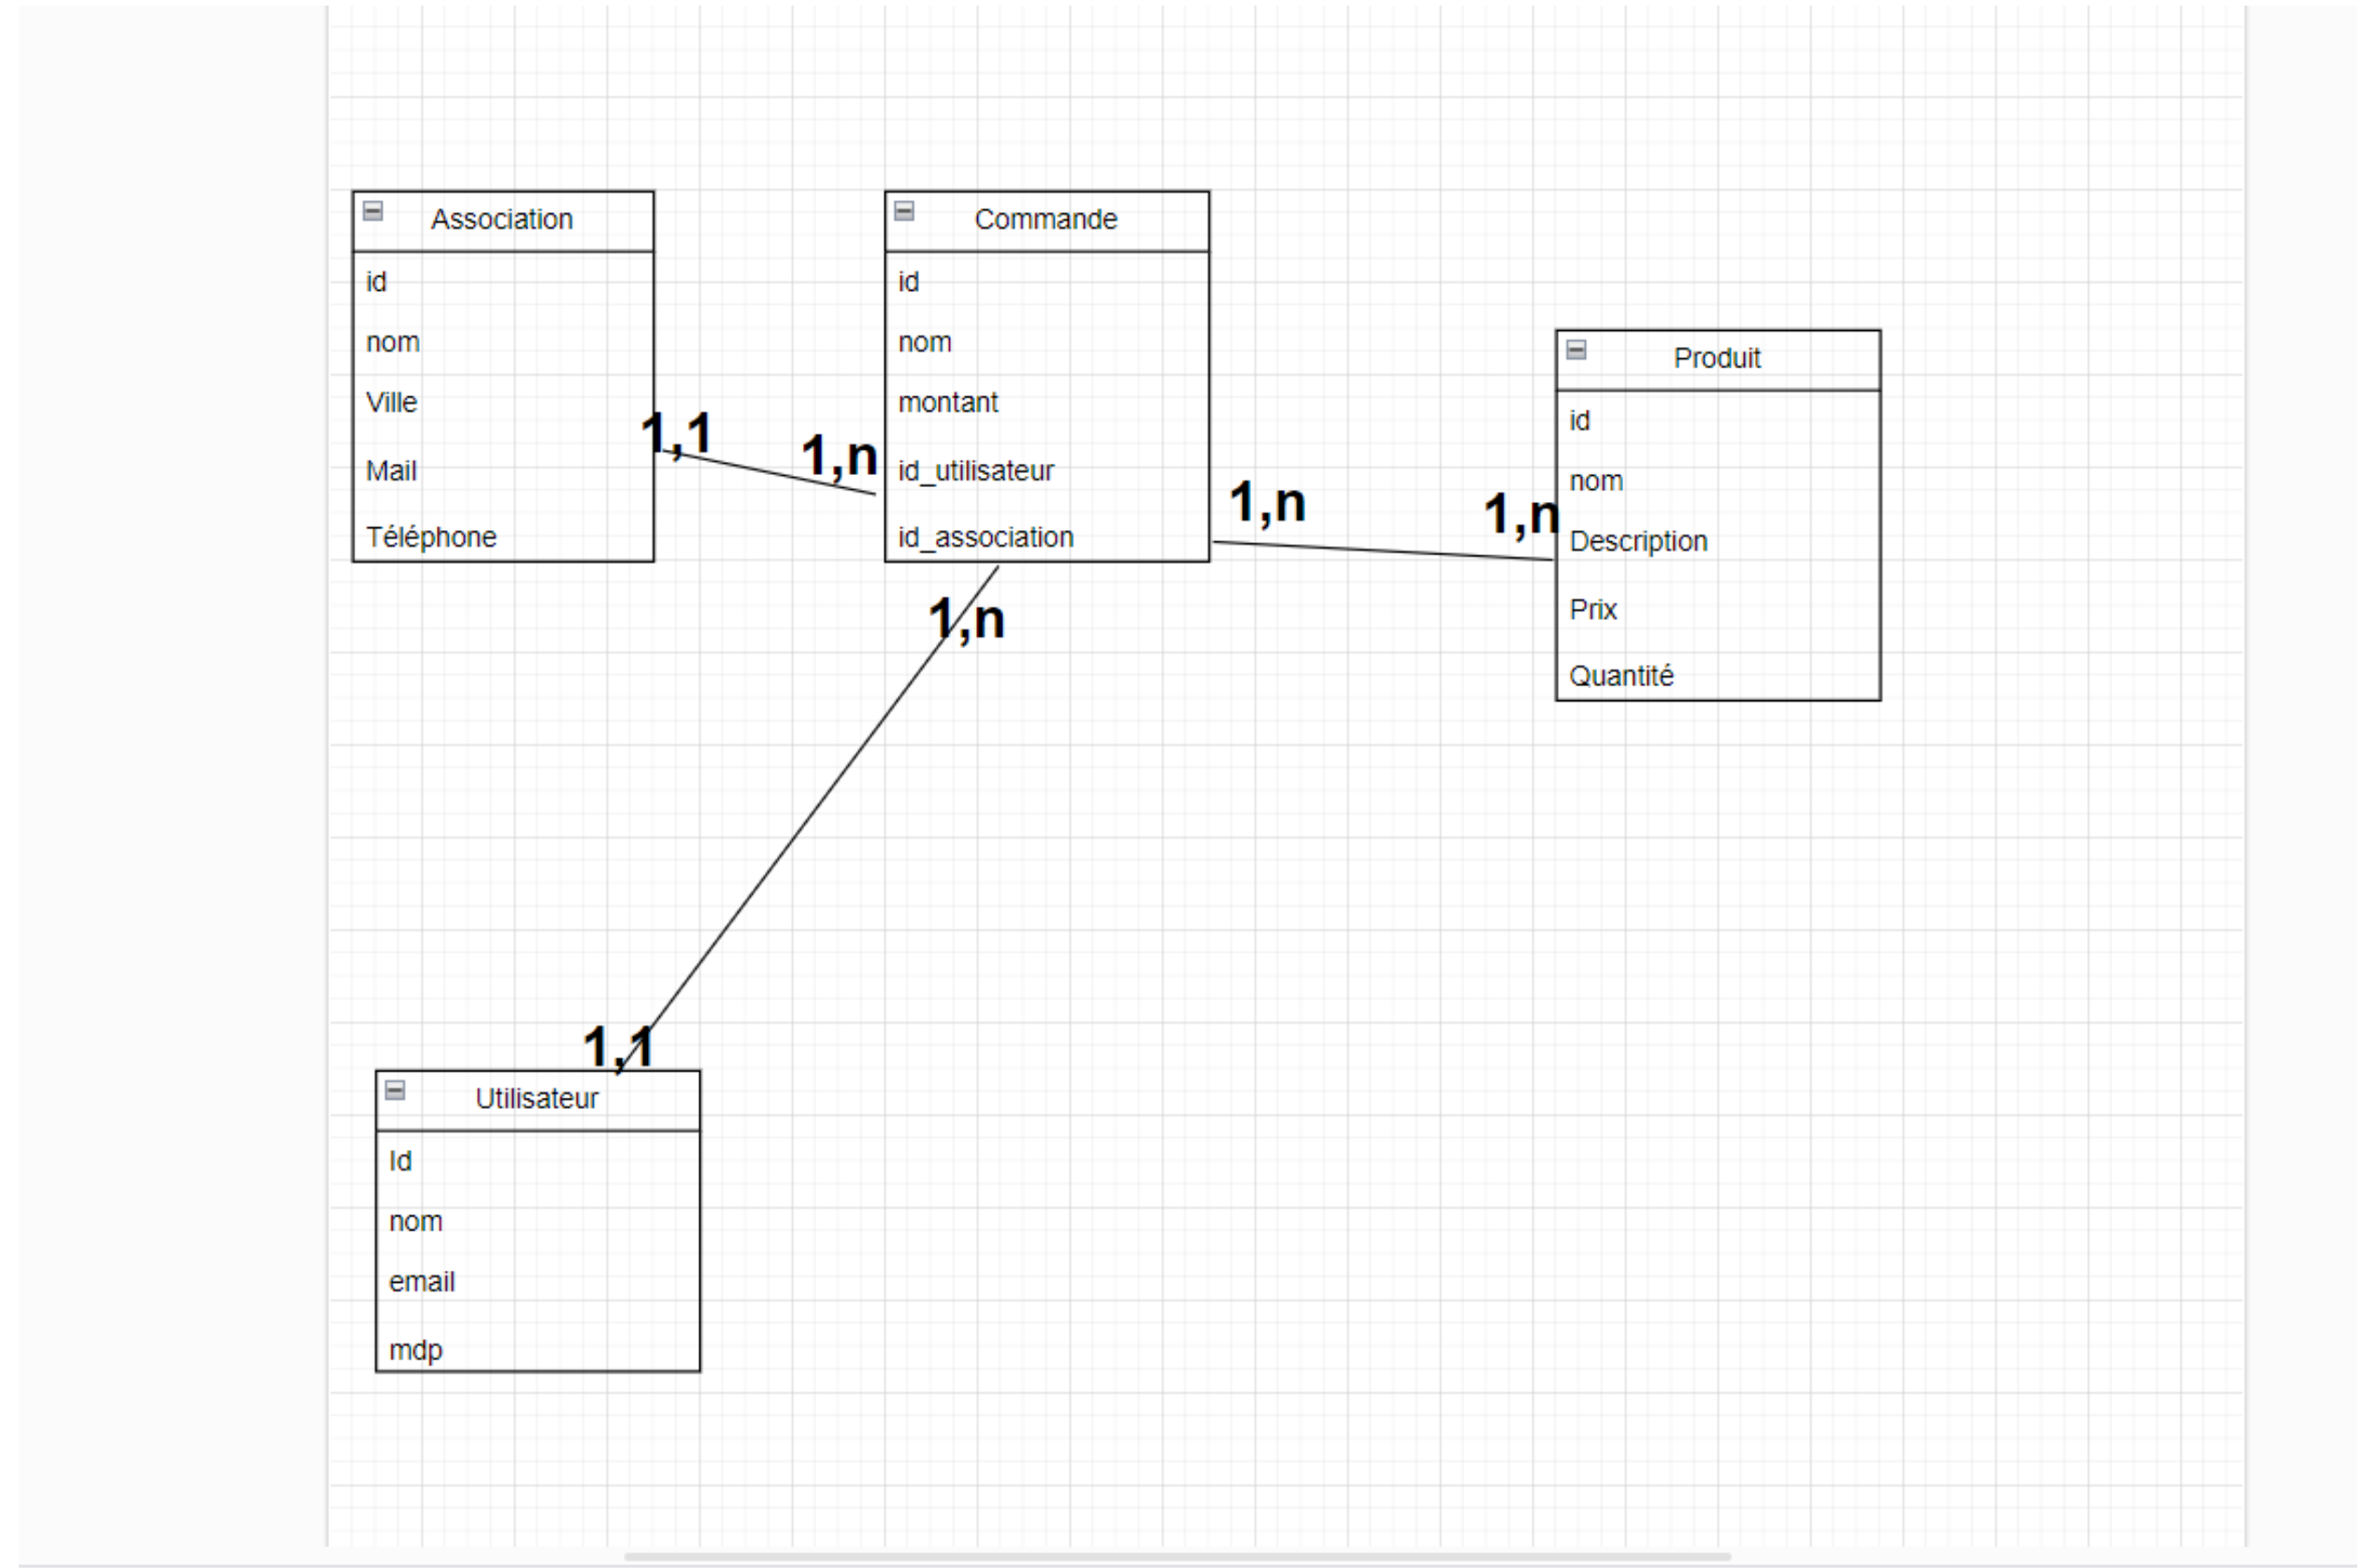 Association
id
nom
Ville
Mail
Téléphone
1,1
1,n
Commande
id
nom
montant
id_utilisateur
id_association
1,n
1,n
1,n
Produit
id
nom
Description
Prix
Quantité
1,1
Utilisateur
Id
nom
email
mdp